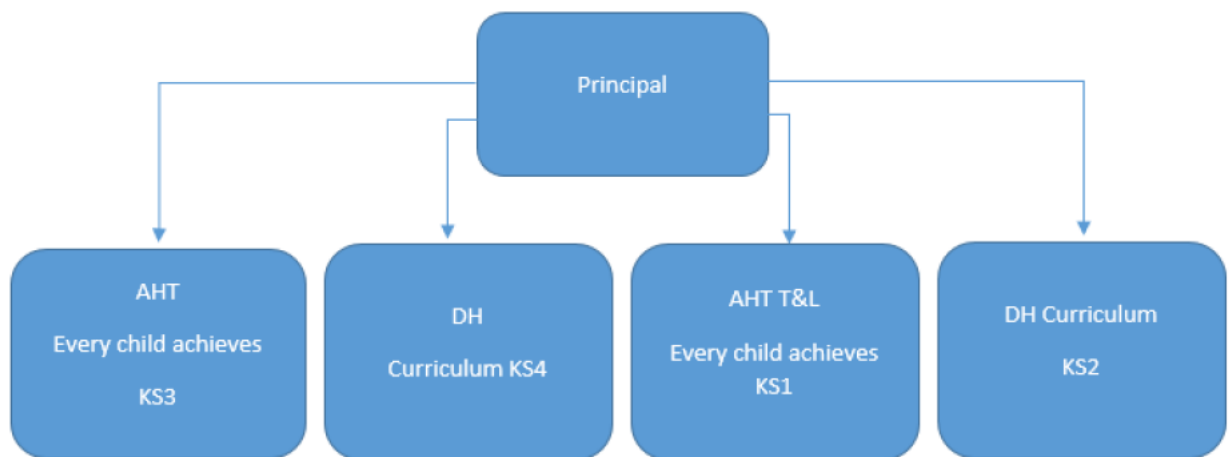 Principal
AHT
Every child achieves
KS3
DH
Curriculum KS4
AHT T&L
Every child achieves
KS1
DH Curriculum
KS2